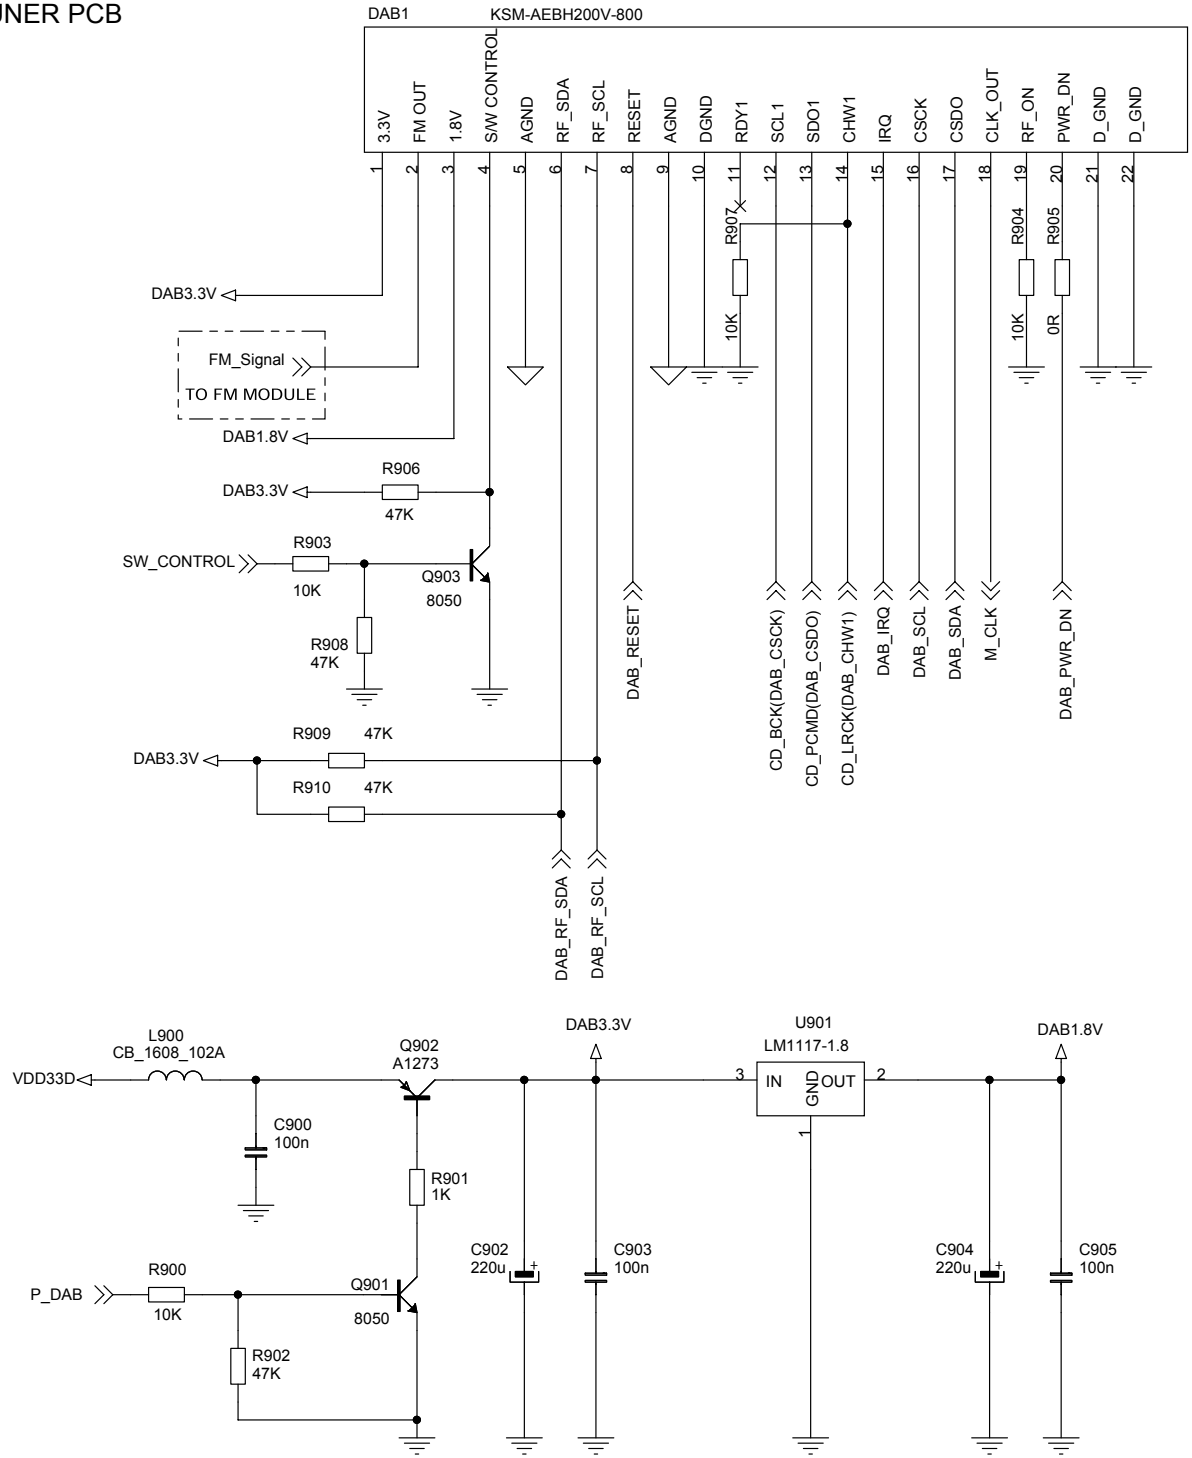 UNER PCB
DAB1
KSM-AEBH200V-800
3.3V
FM OUT
1.8V
S/W CONTROL
AGND
RF_SDA
RF_SCL
RESET
AGND
DGND
RDY1
SCL1
SDO1
CHW1
IRQ
CSCK
CSDO
CLK_OUT
RF_ON
PWR_DN
D_GND
D_GND
1
2
3
4
5
6
7
8
9
10
11
12
13
14
15
16
17
18
19
20
21
22
R907
10K
R904
10K
R905
0R
DAB3.3V
FM_Signal
TO FM MODULE
DAB1.8V
R906
DAB3.3V
47K
R903
SW_CONTROL
10K
Q903
8050
R908
47K
DAB_RESET
CD_BCK(DAB_CSCK)
CD_PCMD(DAB_CSDO)
CD_LRCK(DAB_CHW1)
DAB_IRQ
DAB_SCL
DAB_SDA
M_CLK
DAB_PWR_DN
R909 47K
DAB3.3V
R910 47K
DAB_RF_SDA
DAB_RF_SCL
L900
CB_1608_102A
VDD33D
Q902
A1273
DAB3.3V
U901
LM1117-1.8
3
IN
GND
OUT
2
1
DAB1.8V
C900
100n
R901
1K
C902
220u
+
C903
100n
C904
220u
+
C905
100n
R900
P_DAB
10K
Q901
8050
R902
47K